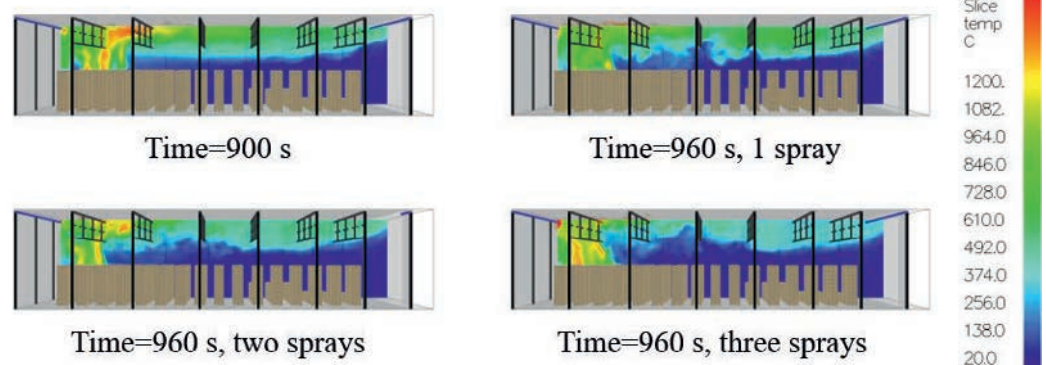 Time=900 s
Time=960 s, 1 spray
Time=960 s, two sprays
Time=960 s, three sprays
Slice
temp
C
1200.
1082.
964.0
846.0
728.0
610.0
492.0
374.0
256.0
138.0
20.0